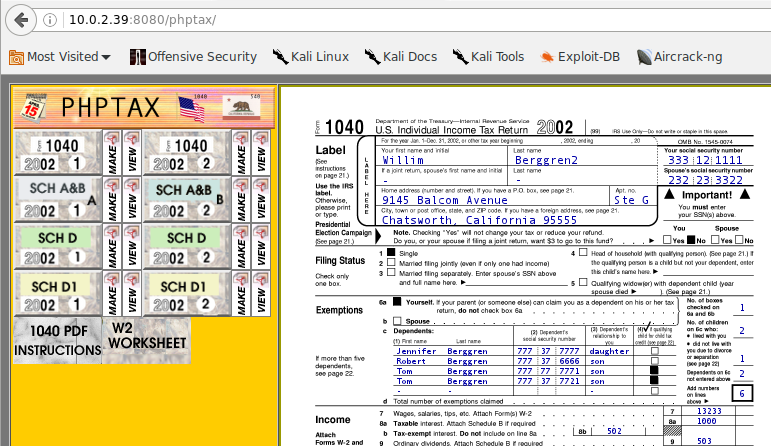 10.0.2.39:8080/phptax/
Most Visited
Offensive Security
Kali Linux
Kali Docs
Kali Tools
Exploit-DB
Aircrack-ng
APRIL
15
PHPTAX
1040
540
1040
2002 1
MAKE
VIEW
1040
2002 2
MAKE
VIEW
SCH A&B
2002 1 A
MAKE
VIEW
SCH A&B
2002 2 B
MAKE
VIEW
SCH D
2002 1
MAKE
VIEW
SCH D
2002 2
MAKE
VIEW
SCH D1
2002 1
MAKE
VIEW
SCH D1
2002 2
MAKE
VIEW
1040 PDF
INSTRUCTIONS
W2
WORKSHEET
Form 1040
Department of the Treasury—Internal Revenue Service
U.S. Individual Income Tax Return 2002
(99) IRS Use Only—Do not write or staple in this space.
Label
(See
instructions
on page 21.)
Use the IRS
label.
Otherwise,
please print
or type.
LABEL
HERE
For the year Jan. 1-Dec. 31, 2002, or other tax year beginning , 2002, ending , 20
OMB No. 1545-0074
Your first name and initial Last name Your social security number
Willim Berggren2 333 12 1111
If a joint return, spouse's first name and initial Last name Spouse's social security number
- - 232 23 3322
Home address (number and street). If you have a P.O. box, see page 21. Apt. no.
9145 Balcom Avenue Ste G
City, town or post office, state, and ZIP code. If you have a foreign address, see page 21.
Chatsworth, California 95555
Important!
You must enter
your SSN(s) above.
Presidential
Election Campaign
(See page 21.)
Note. Checking "Yes" will not change your tax or reduce your refund.
Do you, or your spouse if filing a joint return, want $3 to go to this fund?
You Spouse
Yes No Yes No
Filing Status
Check only
one box.
1 Single
2 Married filing jointly (even if only one had income)
3 Married filing separately. Enter spouse's SSN above
and full name here.
-
4 Head of household (with qualifying person). (See page 21.) If
the qualifying person is a child but not your dependent, enter
this child's name here.
5 Qualifying widow(er) with dependent child (year
spouse died ). (See page 21.)
Exemptions
If more than five
dependents,
see page 22.
6a Yourself. If your parent (or someone else) can claim you as a dependent on his or her tax
return, do not check box 6a
b Spouse
c Dependents:
(1) First name Last name
(2) Dependent's
social security number
(3) Dependent's
relationship to
you
(4) if qualifying
child for child tax
credit (see page 22)
Jennifer Berggren 777 37 7777 daughter
Robert Berggren 777 37 6666 son
Tom Berggren 777 77 7771 son
Tom Berggren 777 37 7721 son
- -
d Total number of exemptions claimed
No. of boxes
checked on
6a and 6b 1
No. of children
on 6c who:
lived with you 2
did not live with
you due to divorce
or separation
(see page 22) 1
Dependents on 6c
not entered above 2
Add numbers
on lines
above 6
Income
Attach
Forms W-2 and
7 Wages, salaries, tips, etc. Attach Form(s) W-2 7 13233
8a Taxable interest. Attach Schedule B if required 8a 1000
b Tax-exempt interest. Do not include on line 8a 8b 502
9 Ordinary dividends. Attach Schedule B if required 9 503